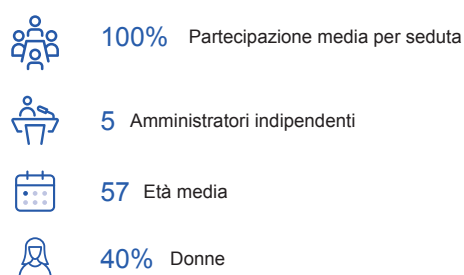 100% Partecipazione media per seduta
5 Amministratori indipendenti
57 Età media
40% Donne